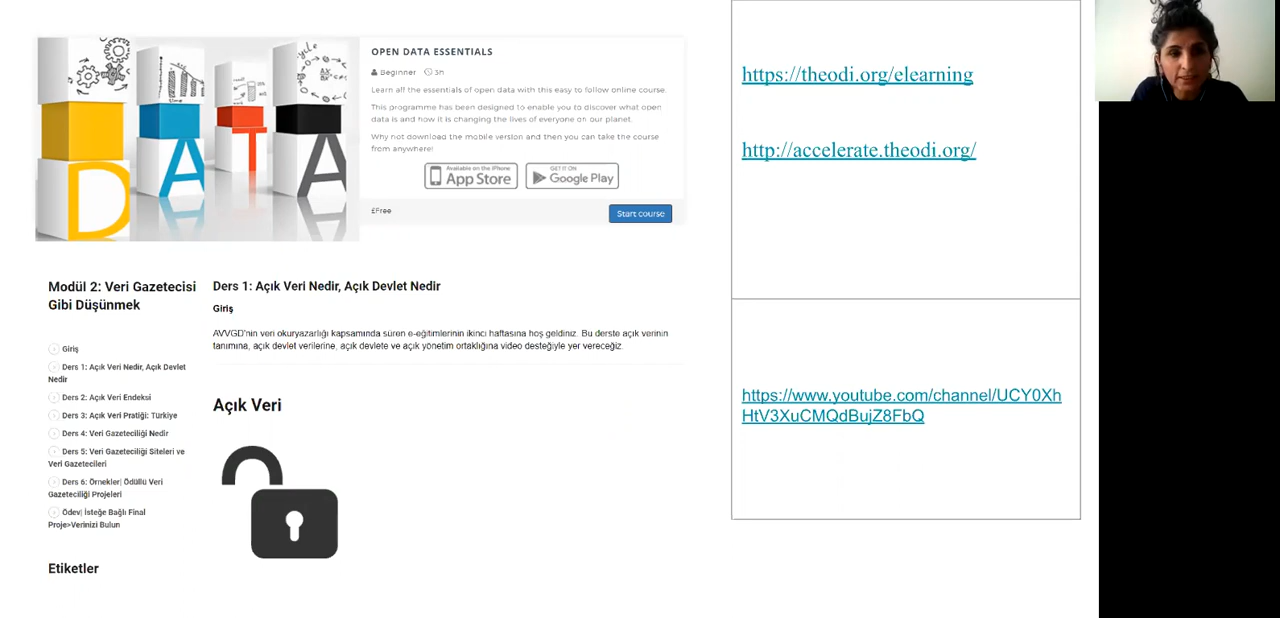 DATA
OPEN DATA ESSENTIALS
Beginner 3h
Learn all the essentials of open data with this easy to follow online course.
This programme has been designed to enable you to discover what open
data is and how it is changing the lives of everyone on our planet.
Why not download the mobile version and then you can take the course
from anywhere!
Available on the iPhone
App Store
GET IT ON
Google Play
£Free
Start course
https://theodi.org/elearning
http://accelerate.theodi.org/
Modül 2: Veri Gazetecisi
Gibi Düşünmek
Giriş
Ders 1: Açık Veri Nedir, Açık Devlet
Nedir
Ders 2: Açık Veri Endeksi
Ders 3: Açık Veri Pratiği: Türkiye
Ders 4: Veri Gazeteciliği Nedir
Ders 5: Veri Gazeteciliği Siteleri ve
Veri Gazetecileri
Ders 6: Örnekler| Ödüllü Veri
Gazeteciliği Projeleri
Ödev| İsteğe Bağlı Final
Proje>Verinizi Bulun
Etiketler
Ders 1: Açık Veri Nedir, Açık Devlet Nedir
Giriş
AVVGD'nin veri okuryazarlığı kapsamında süren e-eğitimlerinin ikinci haftasına hoş geldiniz. Bu derste açık verinin
tanımına, açık devlet verilerine, açık devlete ve açık yönetim ortaklığına video desteğiyle yer vereceğiz.
Açık Veri
https://www.youtube.com/channel/UCY0Xh
HtV3XuCMQdBujZ8FbQ